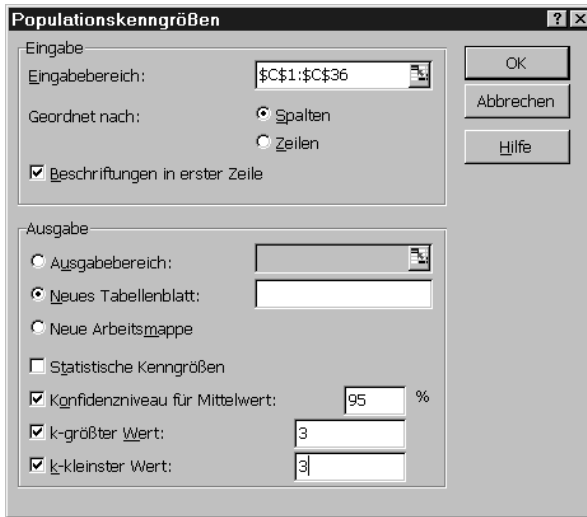 Populationskenngrößen
Eingabe
Eingabebereich: $C$1:$C$36
Geordnet nach: Spalten
Zeilen
Beschriftungen in erster Zeile
OK
Abbrechen
Hilfe
Ausgabe
Ausgabebereich:
Neues Tabellenblatt:
Neue Arbeitsmappe
Statistische Kenngrößen
Konfidenzniveau für Mittelwert: 95 %
k-größter Wert: 3
k-kleinster Wert: 3